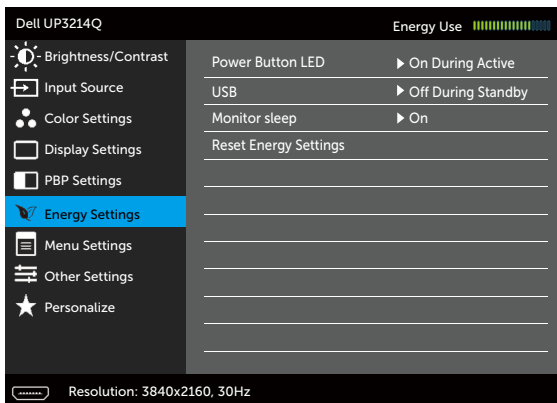 Dell UP3214Q
Energy Use
Brightness/Contrast
Input Source
Color Settings
Display Settings
PBP Settings
Energy Settings
Menu Settings
Other Settings
Personalize
Power Button LED On During Active
USB Off During Standby
Monitor sleep On
Reset Energy Settings
Resolution: 3840x2160, 30Hz